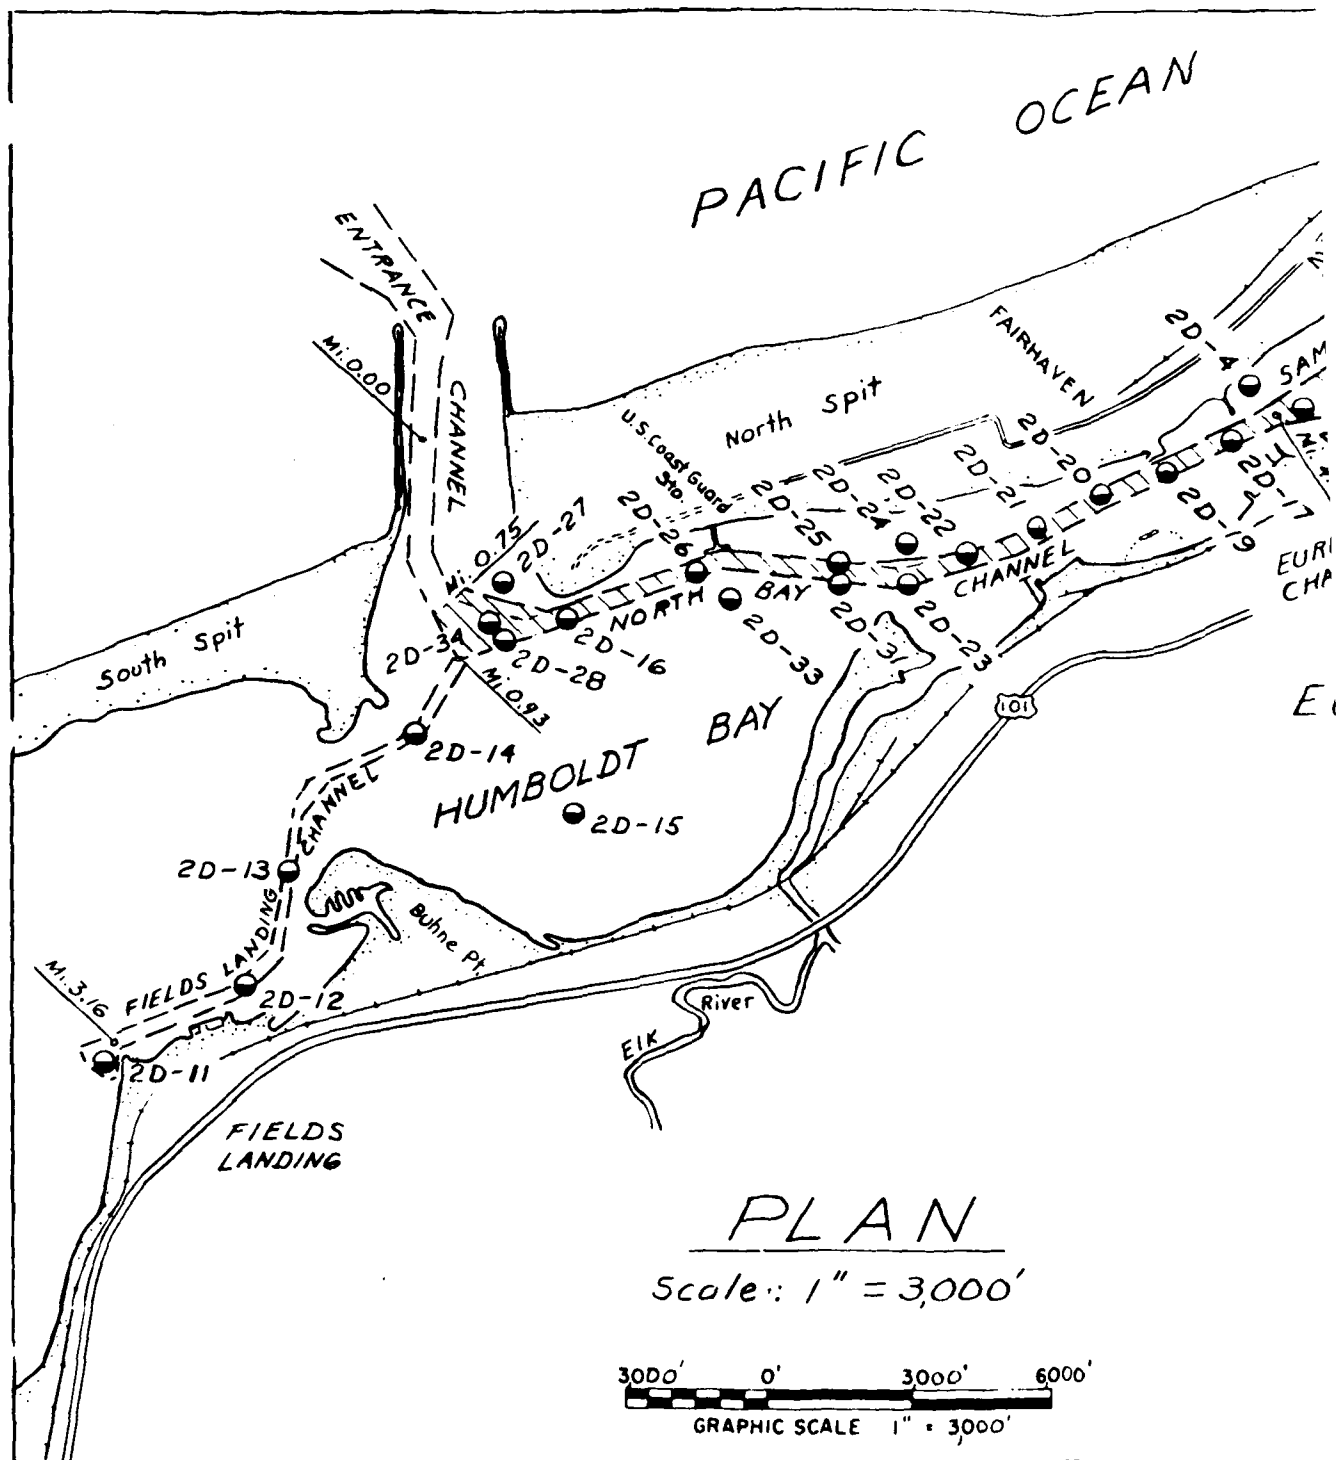 PACIFIC OCEAN
ENTRANCE
CHANNEL
Mi. 0.00
FAIRHAVEN
2D-4
SAM
North Spit
U.S. Coast Guard
Sta.
2D-20
2D-21
2D-22
2D-24
2D-25
2D-26
2D-27
Mi. 0.75
2D-17
2D-9
EURE
CHA
NORTH BAY CHANNEL
South Spit
2D-34
2D-28
2D-16
2D-33
2D-31
2D-23
Mi. 0.93
101
2D-14
HUMBOLDT BAY
2D-15
2D-13
FIELDS LANDING CHANNEL
Buhne Pt.
Mi. 3.16
2D-12
2D-11
Elk River
FIELDS
LANDING
PLAN
Scale: 1" = 3,000'
3000' 0' 3000' 6000'
GRAPHIC SCALE 1" = 3,000'